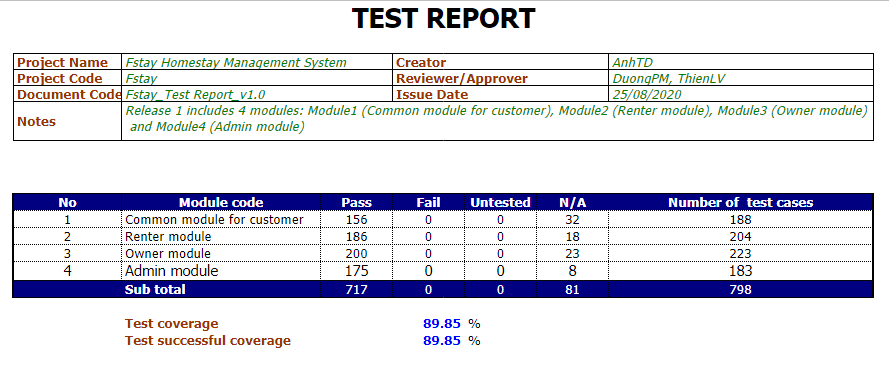 TEST REPORT
Project Name Fstay Homestay Management System Creator AnhTD
Project Code Fstay Reviewer/Approver DuongPM, ThienLV
Document Code Fstay_Test Report_v1.0 Issue Date 25/08/2020
Notes Release 1 includes 4 modules: Module1 (Common module for customer), Module2 (Renter module), Module3 (Owner module)
and Module4 (Admin module)
No Module code Pass Fail Untested N/A Number of test cases
1 Common module for customer 156 0 0 32 188
2 Renter module 186 0 0 18 204
3 Owner module 200 0 0 23 223
4 Admin module 175 0 0 8 183
Sub total 717 0 0 81 798
Test coverage 89.85 %
Test successful coverage 89.85 %